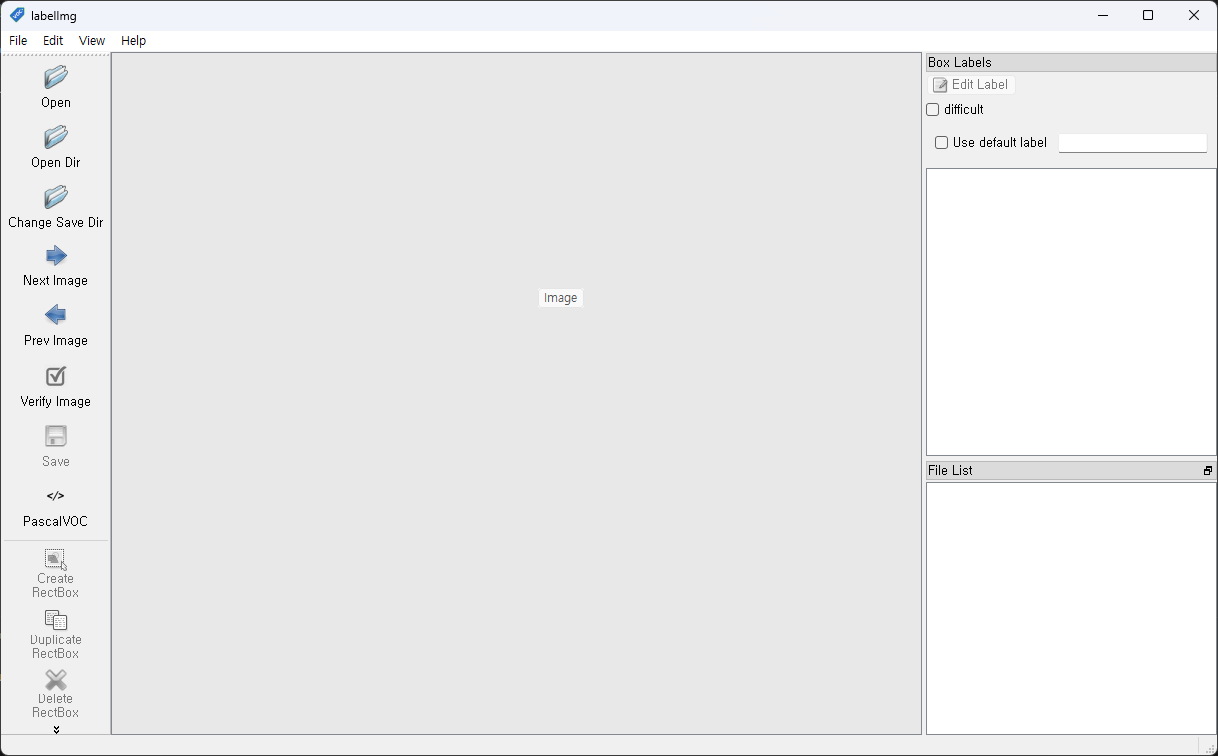 labelImg
File Edit View Help
Open
Open Dir
Change Save Dir
Next Image
Prev Image
Verify Image
Save
</>
PascalVOC
Create
RectBox
Duplicate
RectBox
Delete
RectBox
Image
Box Labels
Edit Label
difficult
Use default label
File List